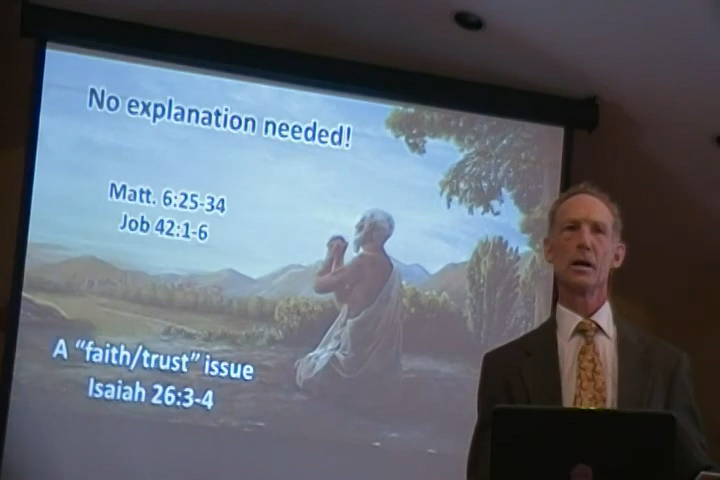 No explanation needed!
Matt. 6:25-34
Job 42:1-6
A “faith/trust” issue
Isaiah 26:3-4